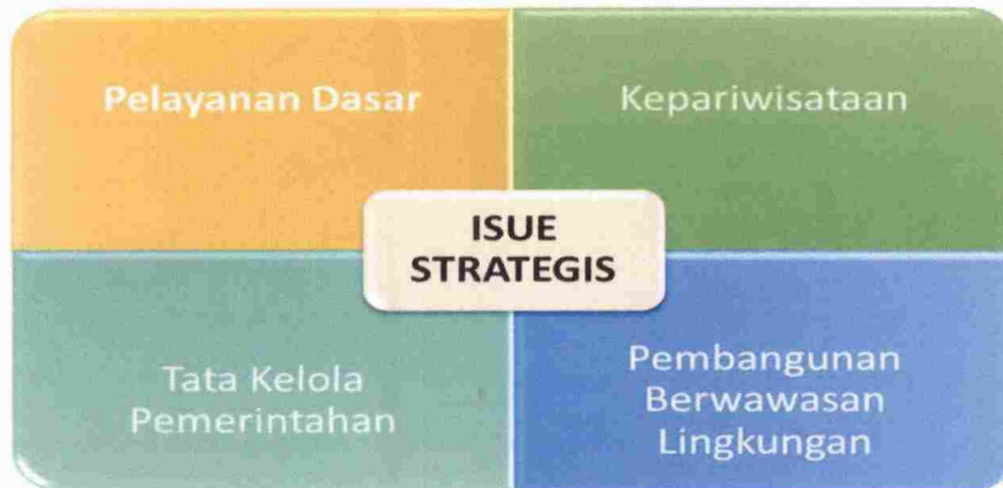 Pelayanan Dasar
Kepariwisataan
ISUE
STRATEGIS
Tata Kelola
Pemerintahan
Pembangunan
Berwawasan
Lingkungan